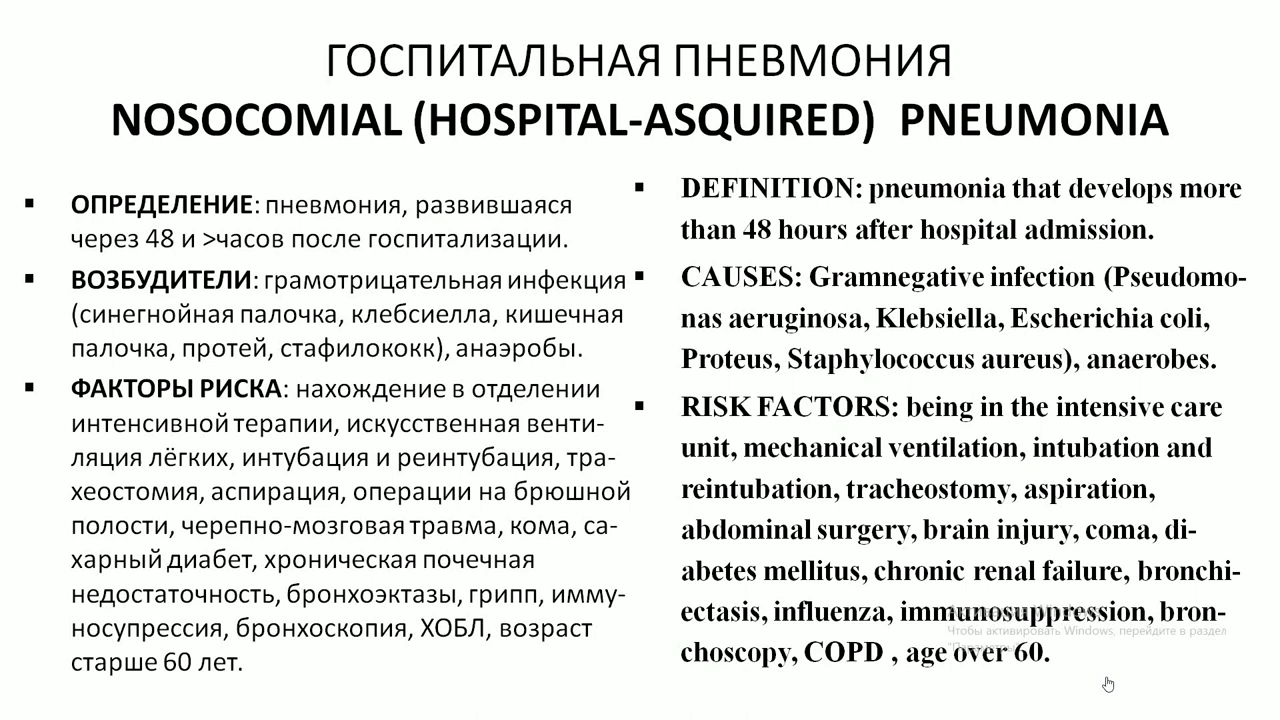 ГОСПИТАЛЬНАЯ ПНЕВМОНИЯ
NOSOCOMIAL (HOSPITAL-ASQUIRED) PNEUMONIA
▪ ОПРЕДЕЛЕНИЕ: пневмония, развившаяся
через 48 и >часов после госпитализации.
▪ ВОЗБУДИТЕЛИ: грамотрицательная инфекция
(синегнойная палочка, клебсиелла, кишечная
палочка, протей, стафилококк), анаэробы.
▪ ФАКТОРЫ РИСКА: нахождение в отделении
интенсивной терапии, искусственная венти-
ляция лёгких, интубация и реинтубация, тра-
хеостомия, аспирация, операции на брюшной
полости, черепно-мозговая травма, кома, са-
харный диабет, хроническая почечная
недостаточность, бронхоэктазы, грипп, имму-
носупрессия, бронхоскопия, ХОБЛ, возраст
старше 60 лет.
▪ DEFINITION: pneumonia that develops more
than 48 hours after hospital admission.
▪ CAUSES: Gramnegative infection (Pseudomo-
nas aeruginosa, Klebsiella, Escherichia coli,
Proteus, Staphylococcus aureus), anaerobes.
▪ RISK FACTORS: being in the intensive care
unit, mechanical ventilation, intubation and
reintubation, tracheostomy, aspiration,
abdominal surgery, brain injury, coma, di-
abetes mellitus, chronic renal failure, bronchi-
ectasis, influenza, immunosuppression, bron-
choscopy, COPD , age over 60.
Чтобы активировать Windows, перейдите в раздел